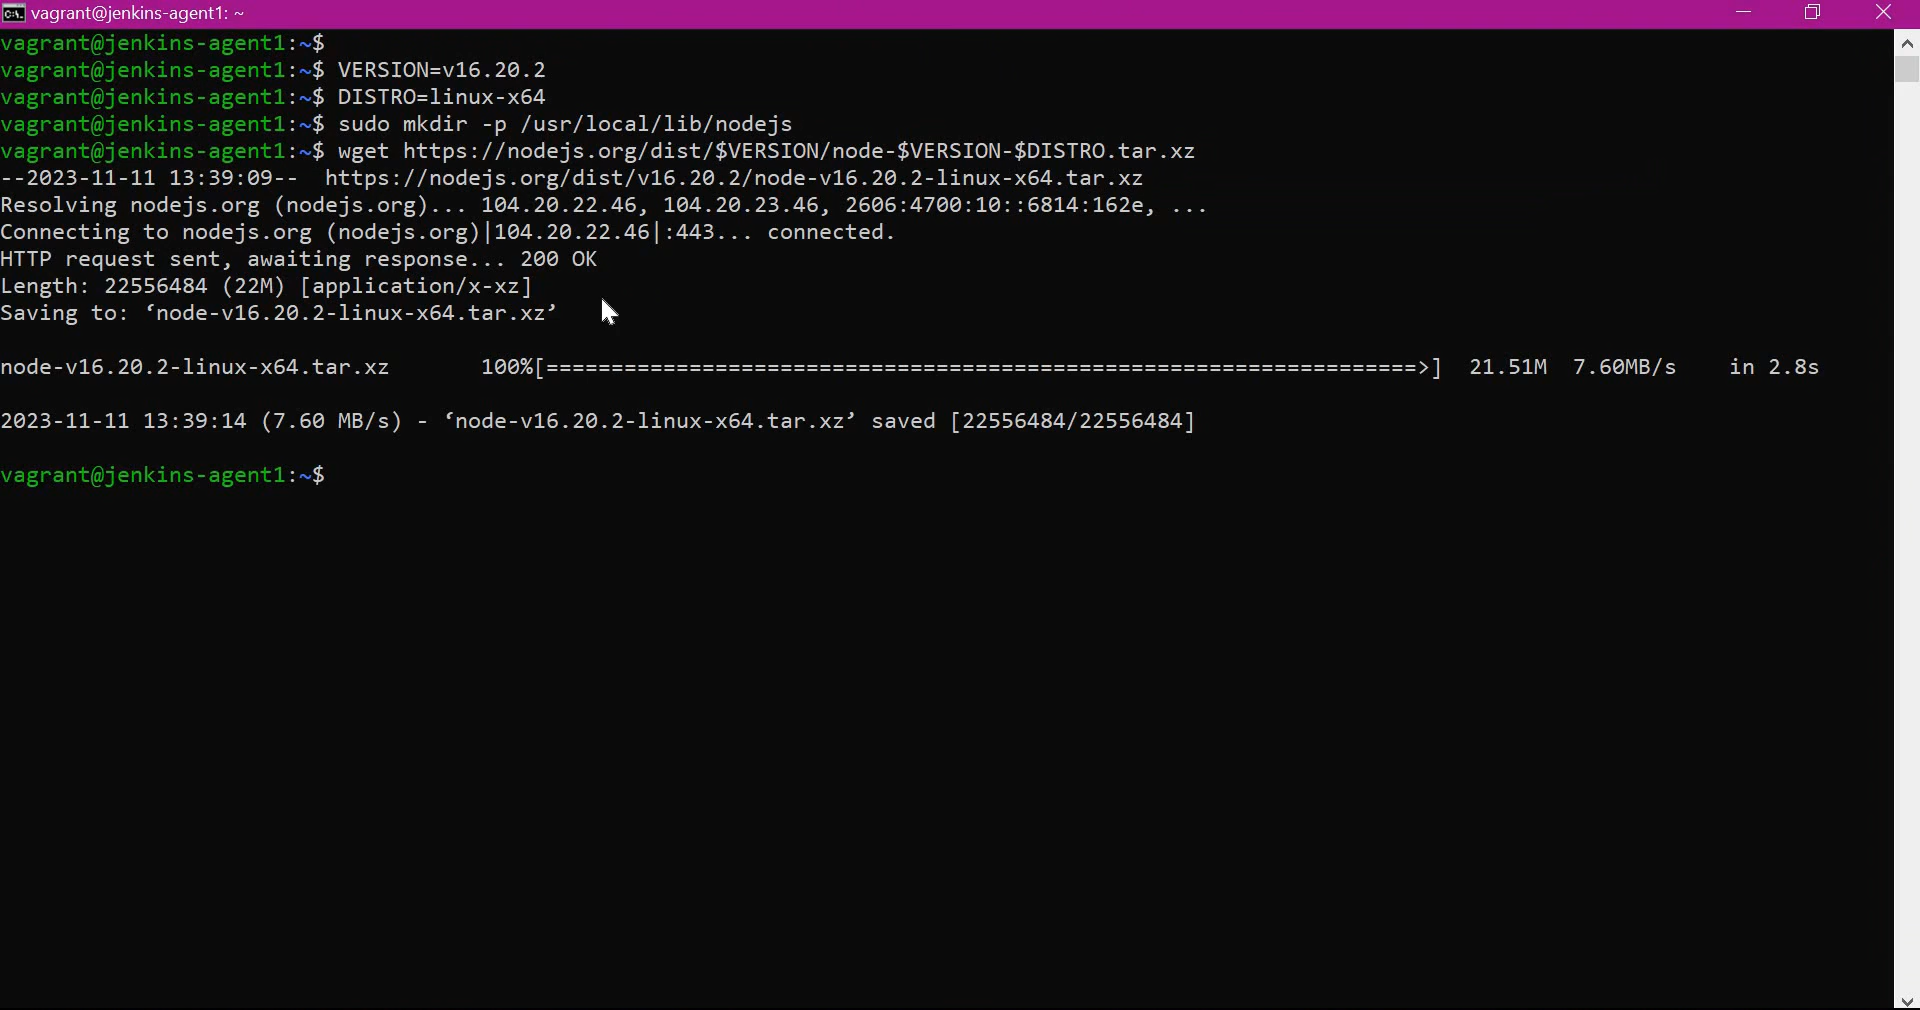 vagrant@jenkins-agent1: ~
vagrant@jenkins-agent1:~$
vagrant@jenkins-agent1:~$ VERSION=v16.20.2
vagrant@jenkins-agent1:~$ DISTRO=linux-x64
vagrant@jenkins-agent1:~$ sudo mkdir -p /usr/local/lib/nodejs
vagrant@jenkins-agent1:~$ wget https://nodejs.org/dist/$VERSION/node-$VERSION-$DISTRO.tar.xz
--2023-11-11 13:39:09--  https://nodejs.org/dist/v16.20.2/node-v16.20.2-linux-x64.tar.xz
Resolving nodejs.org (nodejs.org)... 104.20.22.46, 104.20.23.46, 2606:4700:10::6814:162e, ...
Connecting to nodejs.org (nodejs.org)|104.20.22.46|:443... connected.
HTTP request sent, awaiting response... 200 OK
Length: 22556484 (22M) [application/x-xz]
Saving to: ‘node-v16.20.2-linux-x64.tar.xz’
node-v16.20.2-linux-x64.tar.xz       100%[===================================================================>]  21.51M  7.60MB/s    in 2.8s
2023-11-11 13:39:14 (7.60 MB/s) - ‘node-v16.20.2-linux-x64.tar.xz’ saved [22556484/22556484]
vagrant@jenkins-agent1:~$